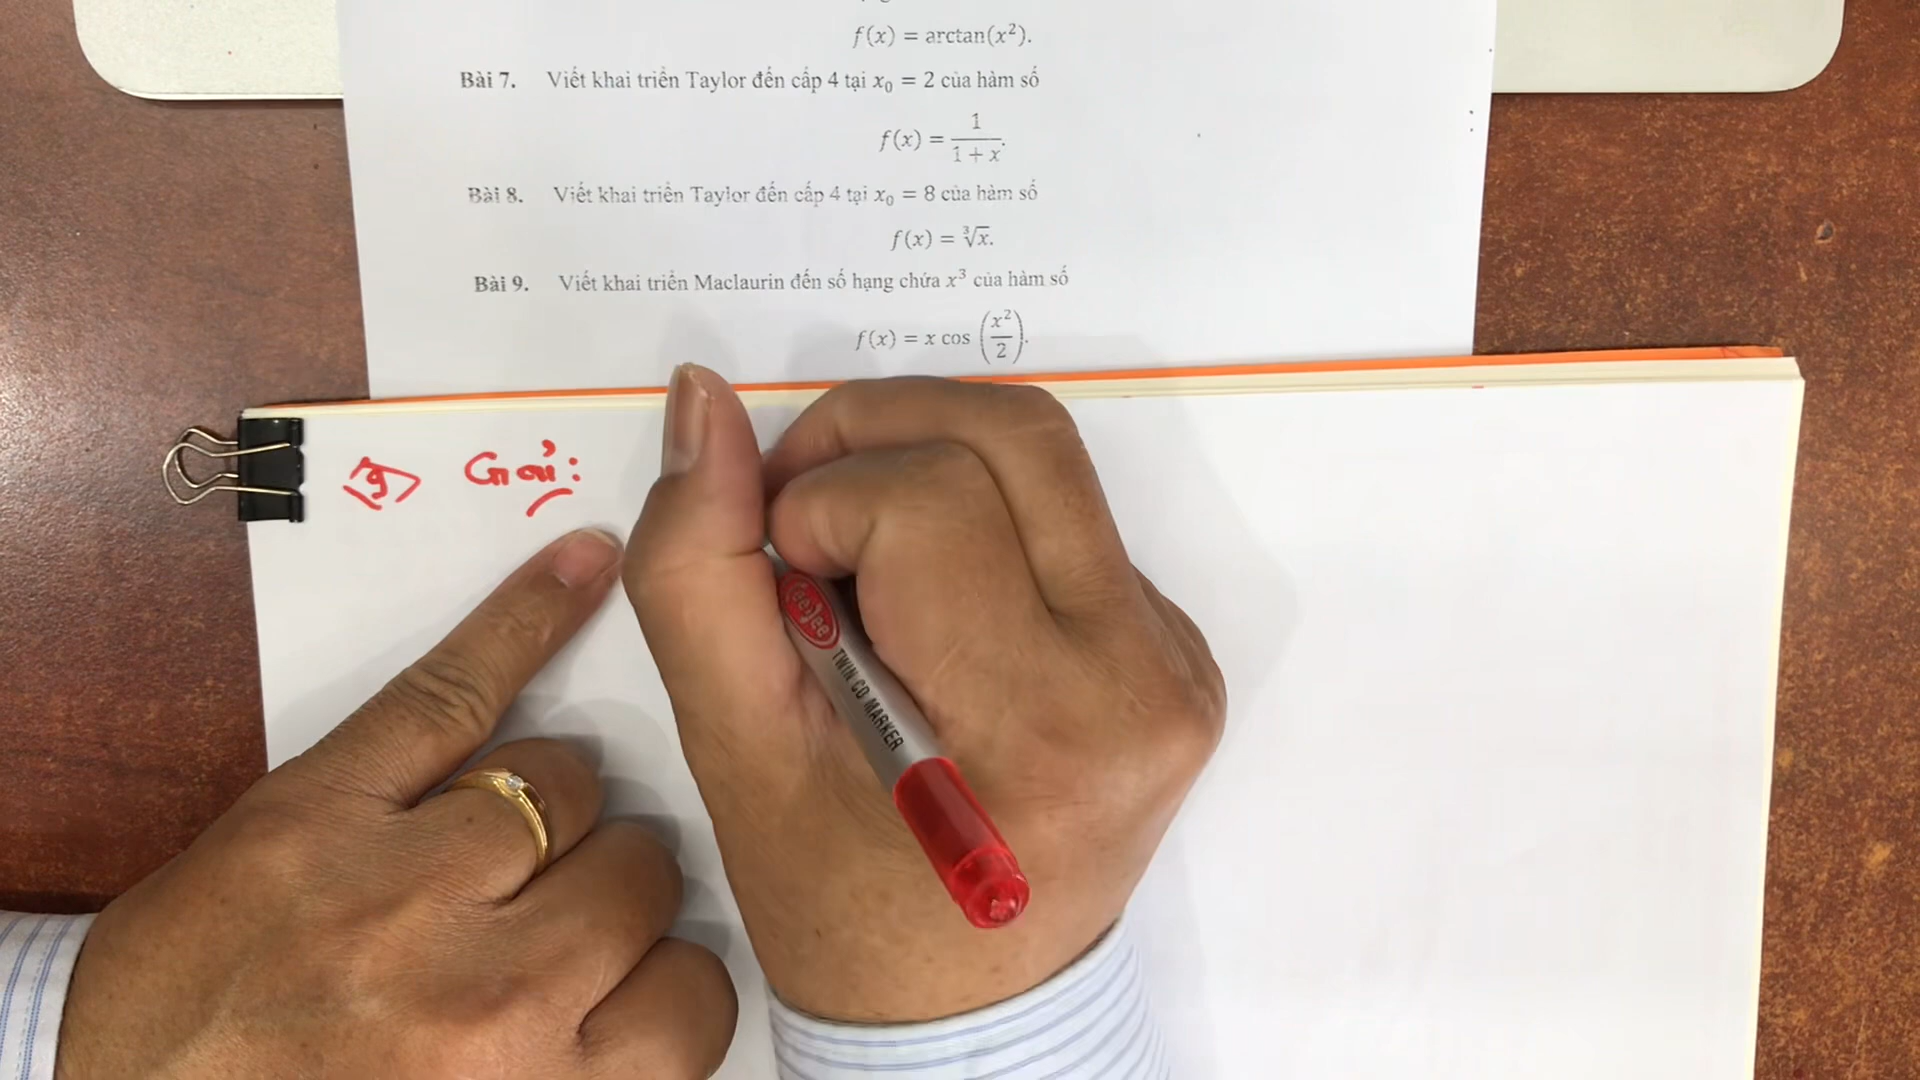 f(x) = arctan(x²).
Bài 7. Viết khai triển Taylor đến cấp 4 tại x₀ = 2 của hàm số
f(x) = 1/(1 + x).
Bài 8. Viết khai triển Taylor đến cấp 4 tại x₀ = 8 của hàm số
f(x) = ∛x.
Bài 9. Viết khai triển Maclaurin đến số hạng chứa x³ của hàm số
f(x) = x cos (x²/2).
9 Giải:
TWIN CD MARKER